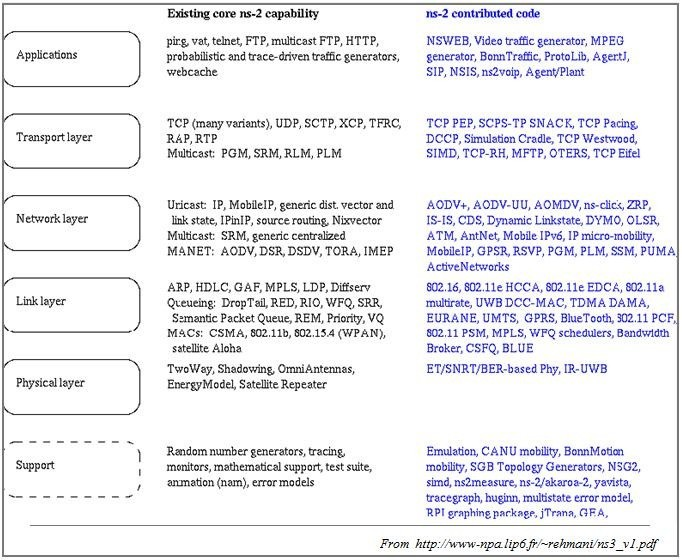 Existing core ns-2 capability
ns-2 contributed code
Applications
ping, vat, telnet, FTP, multicast FTP, HTTP,
probabilistic and trace-driven traffic generators,
webcache
NSWEB, Video traffic generator, MPEG
generator, BonnTraffic, ProtoLib, AgentJ,
SIP, NSIS, ns2voip, Agent/Plant
Transport layer
TCP (many variants), UDP, SCTP, XCP, TFRC,
RAP, RTP
Multicast: PGM, SRM, RLM, PLM
TCP PEP, SCPS-TP SNACK, TCP Pacing,
DCCP, Simulation Cradle, TCP Westwood,
SIMD, TCP-RH, MFTP, OTERS, TCP Eifel
Network layer
Unicast: IP, MobileIP, generic dist. vector and
link state, IPinIP, source routing, Nixvector
Multicast: SRM, generic centralized
MANET: AODV, DSR, DSDV, TORA, IMEP
AODV+, AODV-UU, AOMDV, ns-click, ZRP,
IS-IS, CDS, Dynamic Linkstate, DYMO, OLSR,
ATM, AntNet, Mobile IPv6, IP micro-mobility,
MobileIP, GPSR, RSVP, PGM, PLM, SSM, PUMA,
ActiveNetworks
Link layer
ARP, HDLC, GAF, MPLS, LDP, Diffserv
Queueing: DropTail, RED, RIO, WFQ, SRR,
Semantic Packet Queue, REM, Priority, VQ
MACs: CSMA, 802.11b, 802.15.4 (WPAN),
satellite Aloha
802.16, 802.11e HCCA, 802.11e EDCA, 802.11a
multirate, UWB DCC-MAC, TDMA DAMA,
EURANE, UMTS, GPRS, BlueTooth, 802.11 PCF,
802.11 PSM, MPLS, WFQ schedulers, Bandwidth
Broker, CSFQ, BLUE
Physical layer
TwoWay, Shadowing, OmniAntennas,
EnergyModel, Satellite Repeater
ET/SNRT/BER-based Phy, IR-UWB
Support
Random number generators, tracing,
monitors, mathematical support, test suite,
animation (nam), error models
Emulation, CANU mobility, BonnMotion
mobility, SGB Topology Generators, NSG2,
simd, ns2measure, ns-2/akaroa-2, yavista,
tracegraph, huginn, multistate error model,
RPI graphing package, jTrana, GEA,
From http://www-npa.lip6.fr/~rehmani/ns3_v1.pdf